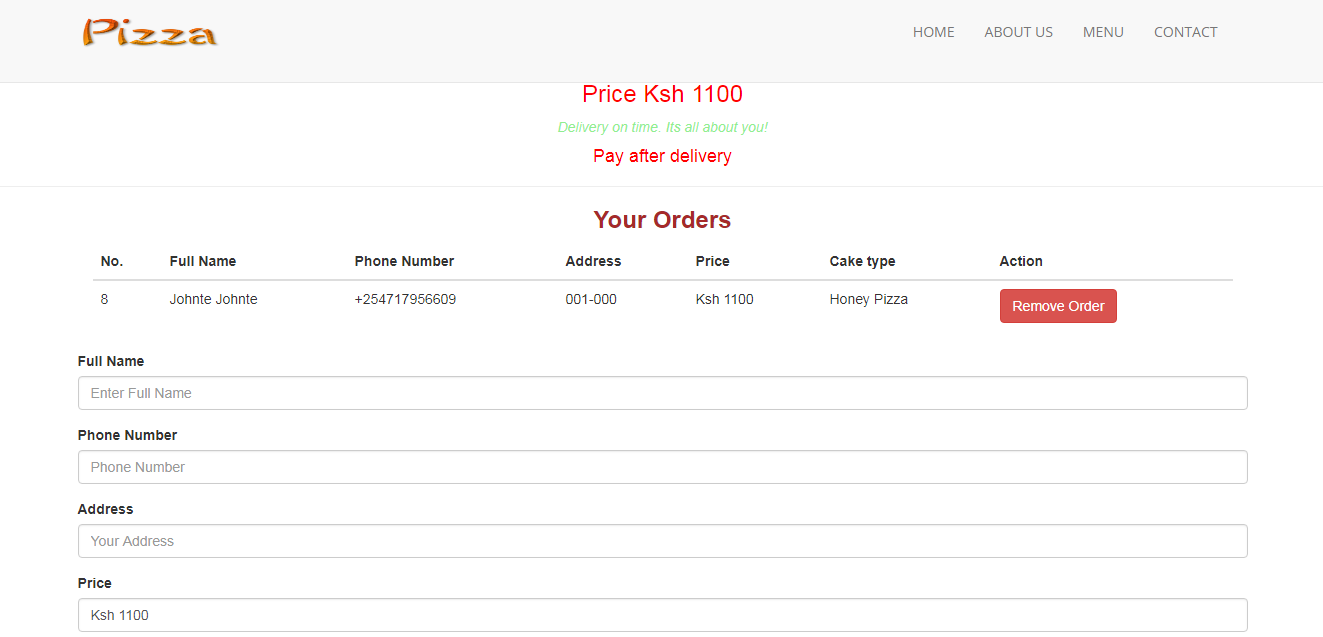 Pizza
HOME ABOUT US MENU CONTACT
Price Ksh 1100
Delivery on time. Its all about you!
Pay after delivery
Your Orders
No. Full Name Phone Number Address Price Cake type Action
8 Johnte Johnte +254717956609 001-000 Ksh 1100 Honey Pizza Remove Order
Full Name
Enter Full Name
Phone Number
Phone Number
Address
Your Address
Price
Ksh 1100